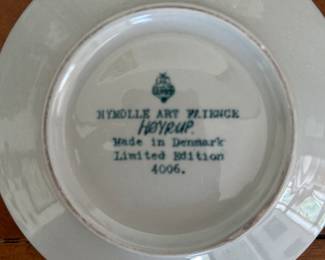 NYMOLLE ART FAIENCE
HOYRUP.
Made in Denmark
Limited Edition
4006.